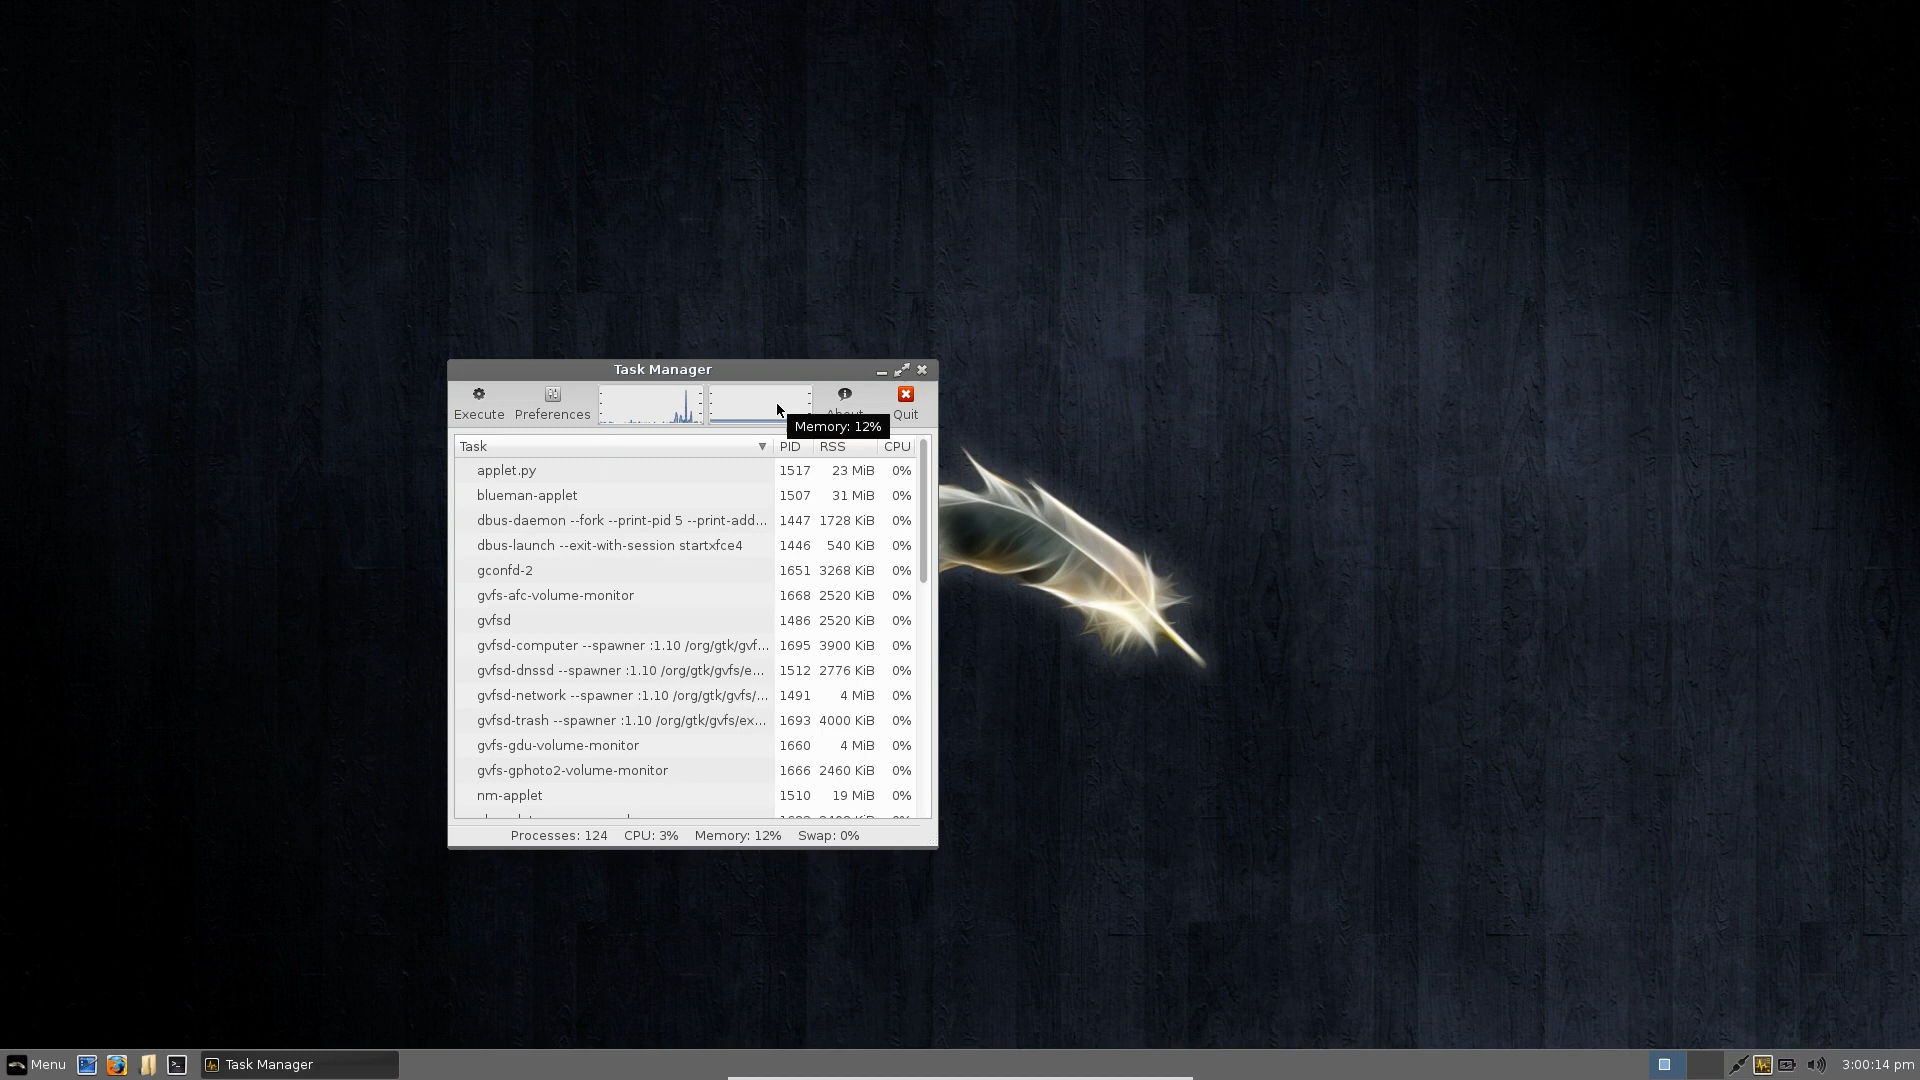 Task Manager
Execute Preferences About Quit
Memory: 12%
Task PID RSS CPU
applet.py 1517 23 MiB 0%
blueman-applet 1507 31 MiB 0%
dbus-daemon --fork --print-pid 5 --print-add... 1447 1728 KiB 0%
dbus-launch --exit-with-session startxfce4 1446 540 KiB 0%
gconfd-2 1651 3268 KiB 0%
gvfs-afc-volume-monitor 1668 2520 KiB 0%
gvfsd 1486 2520 KiB 0%
gvfsd-computer --spawner :1.10 /org/gtk/gvf... 1695 3900 KiB 0%
gvfsd-dnssd --spawner :1.10 /org/gtk/gvfs/e... 1512 2776 KiB 0%
gvfsd-network --spawner :1.10 /org/gtk/gvfs/... 1491 4 MiB 0%
gvfsd-trash --spawner :1.10 /org/gtk/gvfs/ex... 1693 4000 KiB 0%
gvfs-gdu-volume-monitor 1660 4 MiB 0%
gvfs-gphoto2-volume-monitor 1666 2460 KiB 0%
nm-applet 1510 19 MiB 0%
Processes: 124 CPU: 3% Memory: 12% Swap: 0%
Menu Task Manager 3:00:14 pm